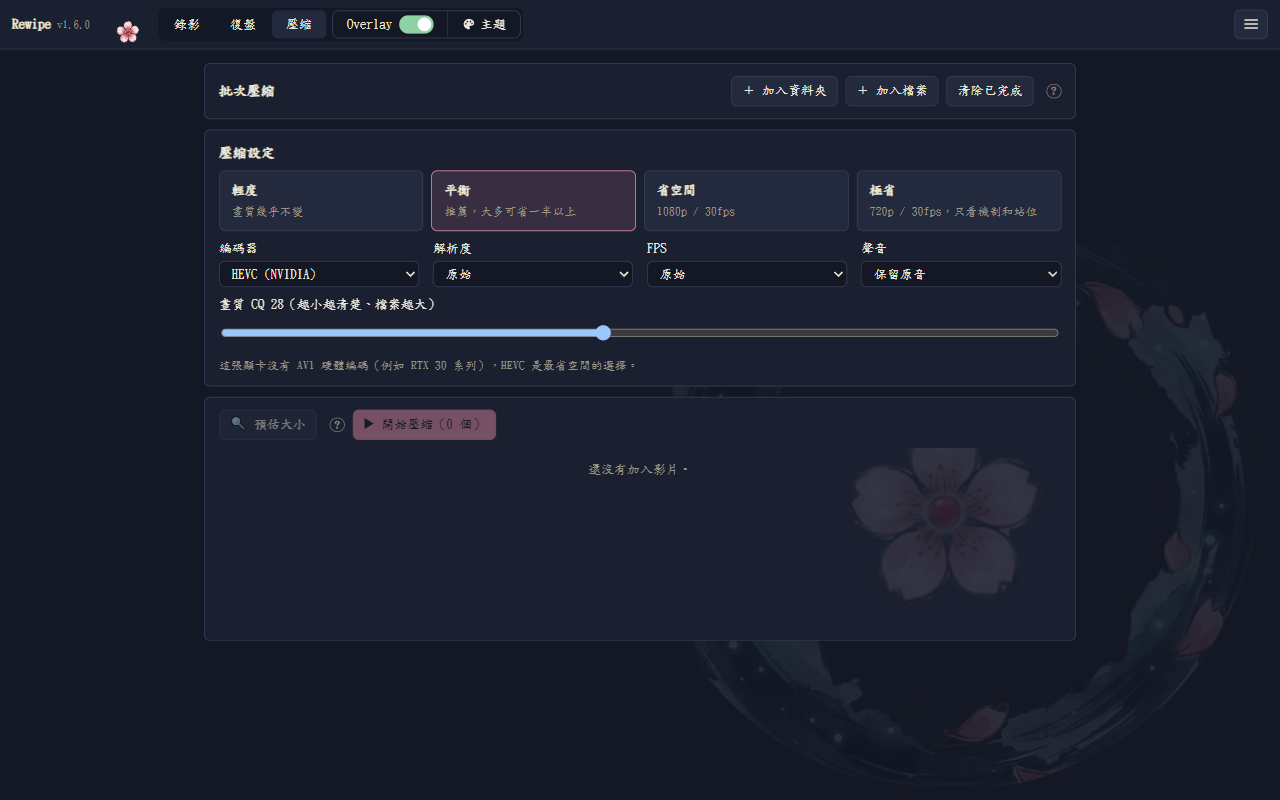 Rewipe v1.6.0 錄影 復盤 壓縮 Overlay 主題
批次壓縮 + 加入資料夾 + 加入檔案 清除已完成 ?
壓縮設定
輕度 平衡 省空間 極省
畫質幾乎不變 推薦,大多可省一半以上 1080p / 30fps 720p / 30fps,只看機制和站位
編碼器 解析度 FPS 聲音
HEVC (NVIDIA) 原始 原始 保留原音
畫質 CQ 28(越小越清楚、檔案越大)
這張顯卡沒有 AV1 硬體編碼(例如 RTX 30 系列),HEVC 是最省空間的選擇。
🔍 預估大小 ? ▶ 開始壓縮(0 個)
還沒有加入影片。